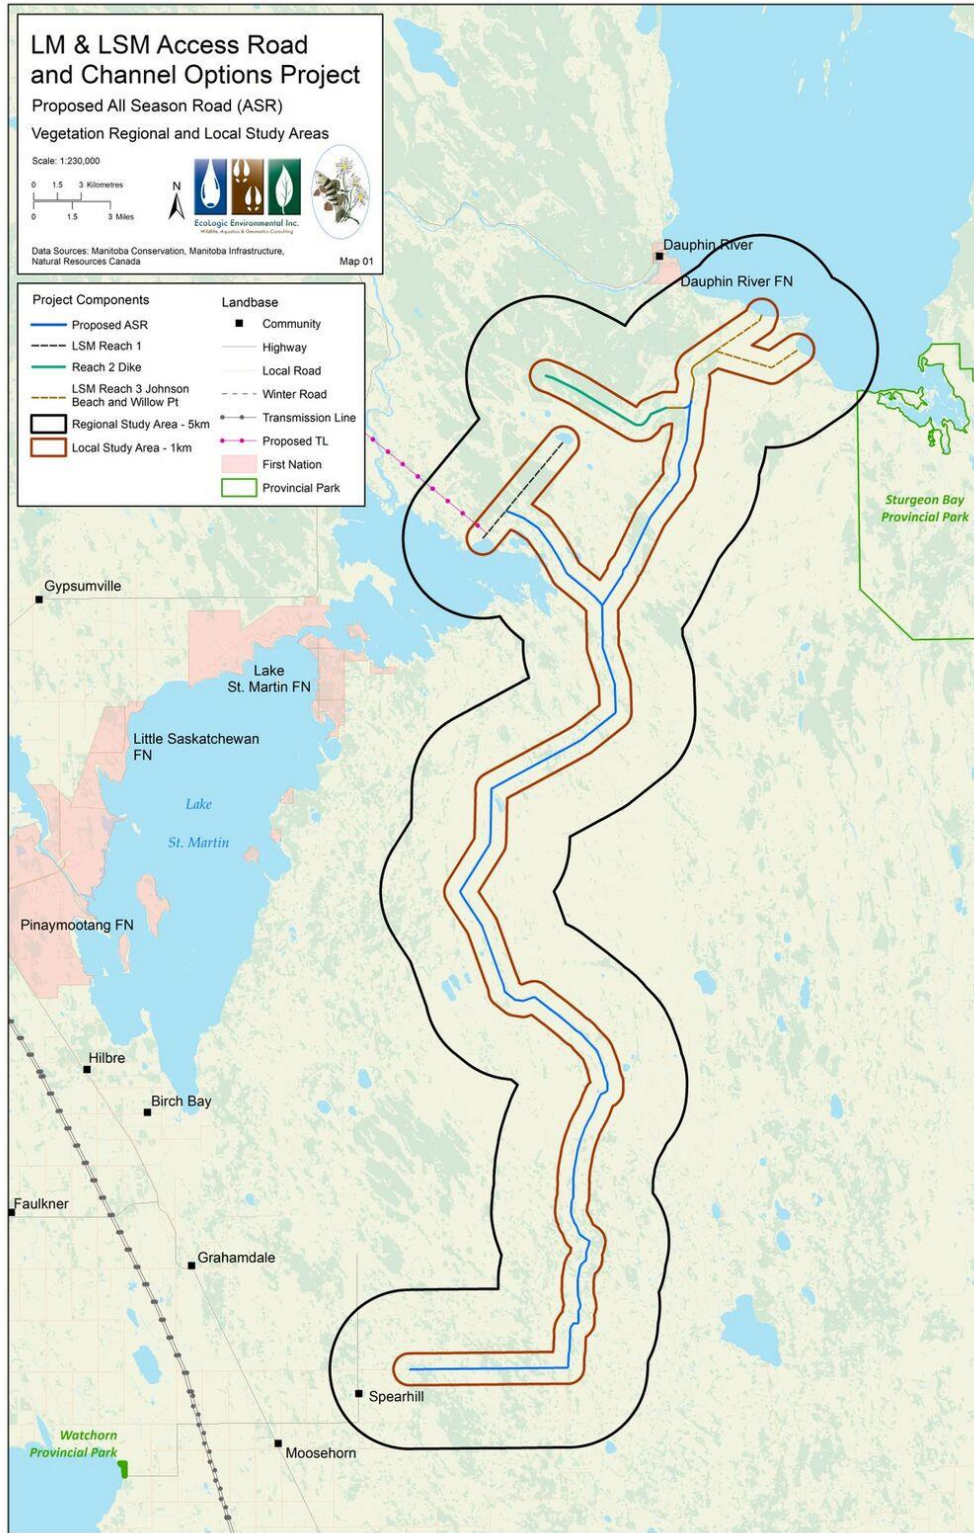 LM & LSM Access Road
and Channel Options Project
Proposed All Season Road (ASR)
Vegetation Regional and Local Study Areas
Scale: 1:230,000
0 1.5 3 Kilometres
0 1.5 3 Miles
N
EcoLogic Environmental Inc.
Wildlife, Aquatics & Geomatics Consulting
Data Sources: Manitoba Conservation, Manitoba Infrastructure,
Natural Resources Canada
Map 01
Project Components
Proposed ASR
LSM Reach 1
Reach 2 Dike
LSM Reach 3 Johnson
Beach and Willow Pt
Regional Study Area - 5km
Local Study Area - 1km
Landbase
Community
Highway
Local Road
Winter Road
Transmission Line
Proposed TL
First Nation
Provincial Park
Dauphin River
Dauphin River FN
Sturgeon Bay
Provincial Park
Gypsumville
Lake
St. Martin FN
Little Saskatchewan
FN
Lake
St. Martin
Pinaymootang FN
Hilbre
Birch Bay
Faulkner
Grahamdale
Spearhill
Moosehorn
Watchorn
Provincial Park